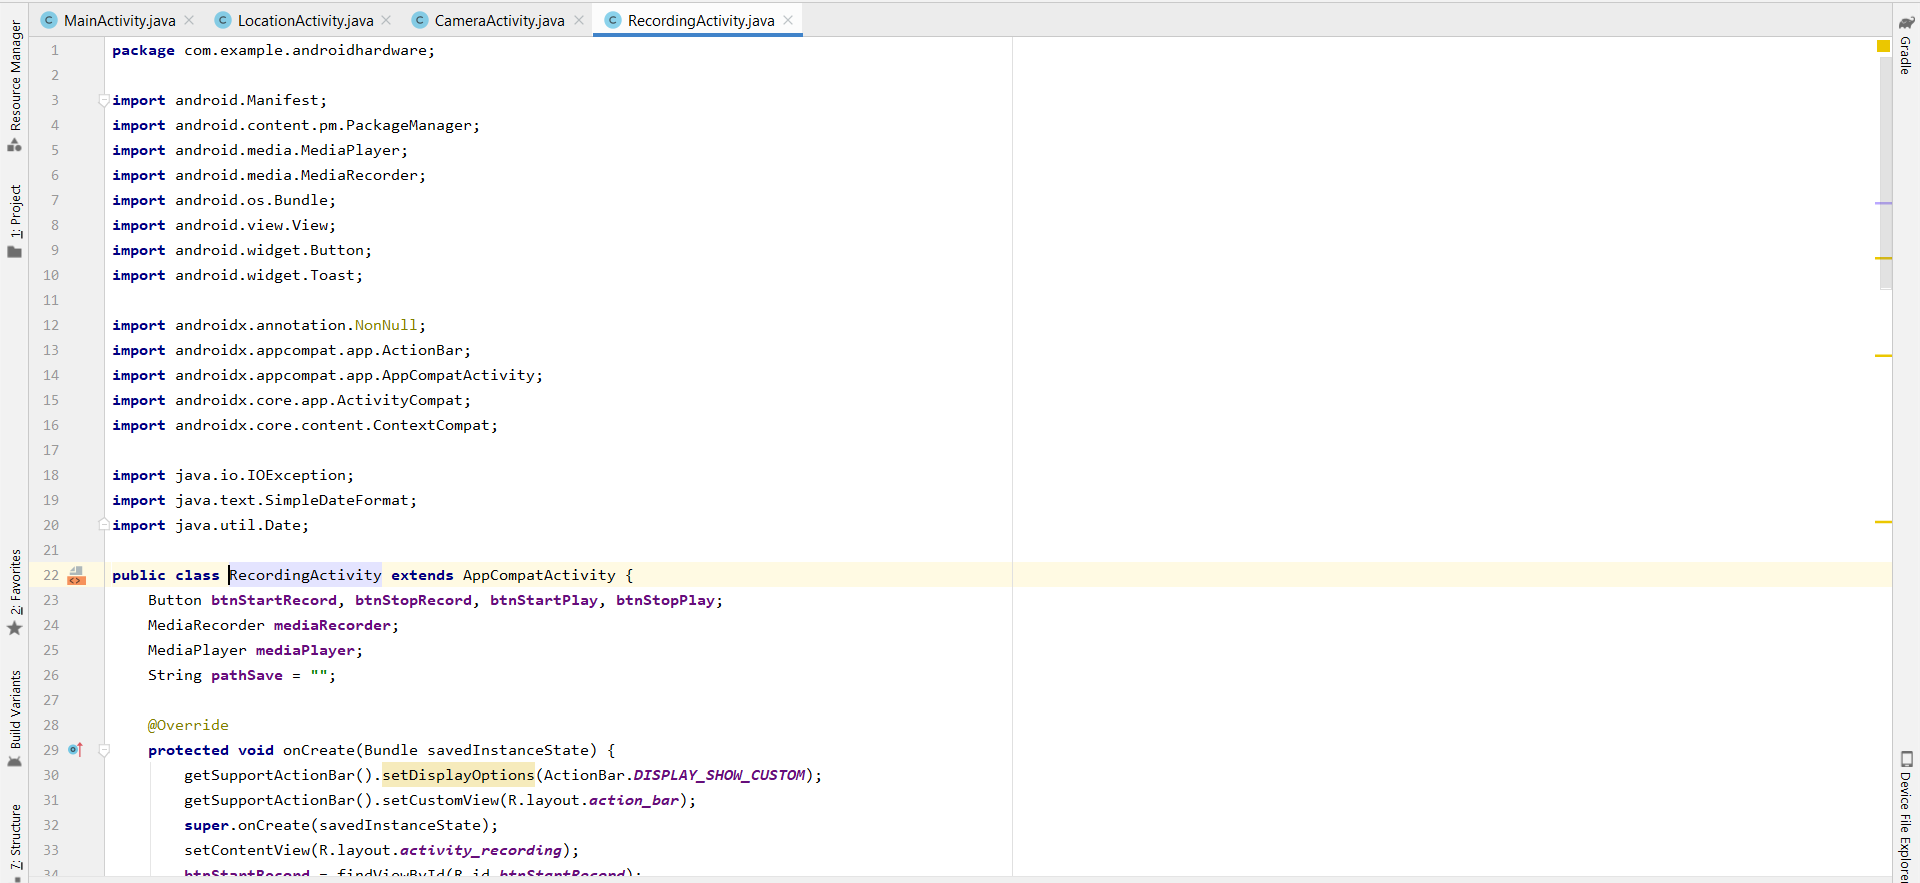 MainActivity.java LocationActivity.java CameraActivity.java RecordingActivity.java
Resource Manager
1: Project
2: Favorites
Build Variants
7: Structure
1 package com.example.androidhardware;
2
3 import android.Manifest;
4 import android.content.pm.PackageManager;
5 import android.media.MediaPlayer;
6 import android.media.MediaRecorder;
7 import android.os.Bundle;
8 import android.view.View;
9 import android.widget.Button;
10 import android.widget.Toast;
11
12 import androidx.annotation.NonNull;
13 import androidx.appcompat.app.ActionBar;
14 import androidx.appcompat.app.AppCompatActivity;
15 import androidx.core.app.ActivityCompat;
16 import androidx.core.content.ContextCompat;
17
18 import java.io.IOException;
19 import java.text.SimpleDateFormat;
20 import java.util.Date;
21
22 public class RecordingActivity extends AppCompatActivity {
23 Button btnStartRecord, btnStopRecord, btnStartPlay, btnStopPlay;
24 MediaRecorder mediaRecorder;
25 MediaPlayer mediaPlayer;
26 String pathSave = "";
27
28 @Override
29 protected void onCreate(Bundle savedInstanceState) {
30 getSupportActionBar().setDisplayOptions(ActionBar.DISPLAY_SHOW_CUSTOM);
31 getSupportActionBar().setCustomView(R.layout.action_bar);
32 super.onCreate(savedInstanceState);
33 setContentView(R.layout.activity_recording);
34 btnStartRecord = findViewById(R.id.btnStartRecord);
Gradle
Device File Explorer